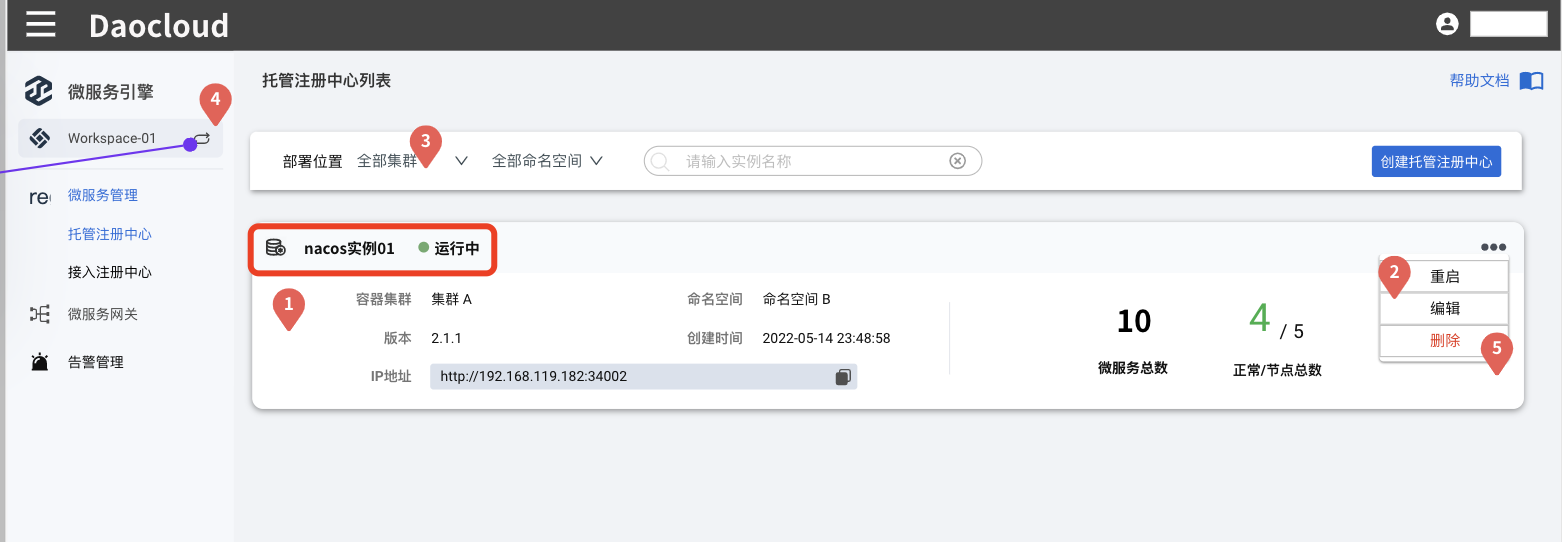 Daocloud
微服务引擎
4
Workspace-01
微服务管理
托管注册中心
接入注册中心
微服务网关
告警管理
托管注册中心列表
帮助文档
部署位置 全部集群 3 全部命名空间 请输入实例名称 创建托管注册中心
nacos实例01 运行中
1
容器集群 集群 A 命名空间 命名空间 B
版本 2.1.1 创建时间 2022-05-14 23:48:58
IP地址 http://192.168.119.182:34002
10
微服务总数
4 / 5
正常/节点总数
2
重启
编辑
删除
5